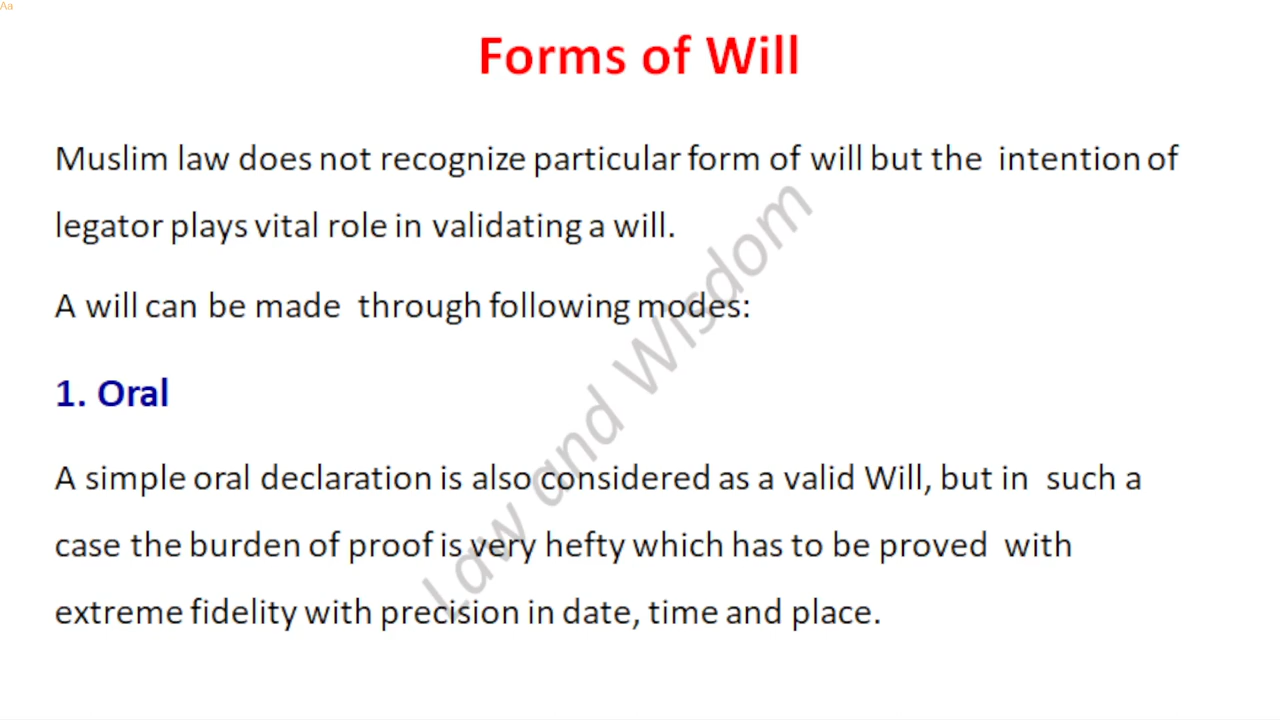 Aa
Forms of Will
Muslim law does not recognize particular form of will but the intention of
legator plays vital role in validating a will.
A will can be made through following modes:
1. Oral
A simple oral declaration is also considered as a valid Will, but in such a
case the burden of proof is very hefty which has to be proved with
extreme fidelity with precision in date, time and place.
Law and Wisdom